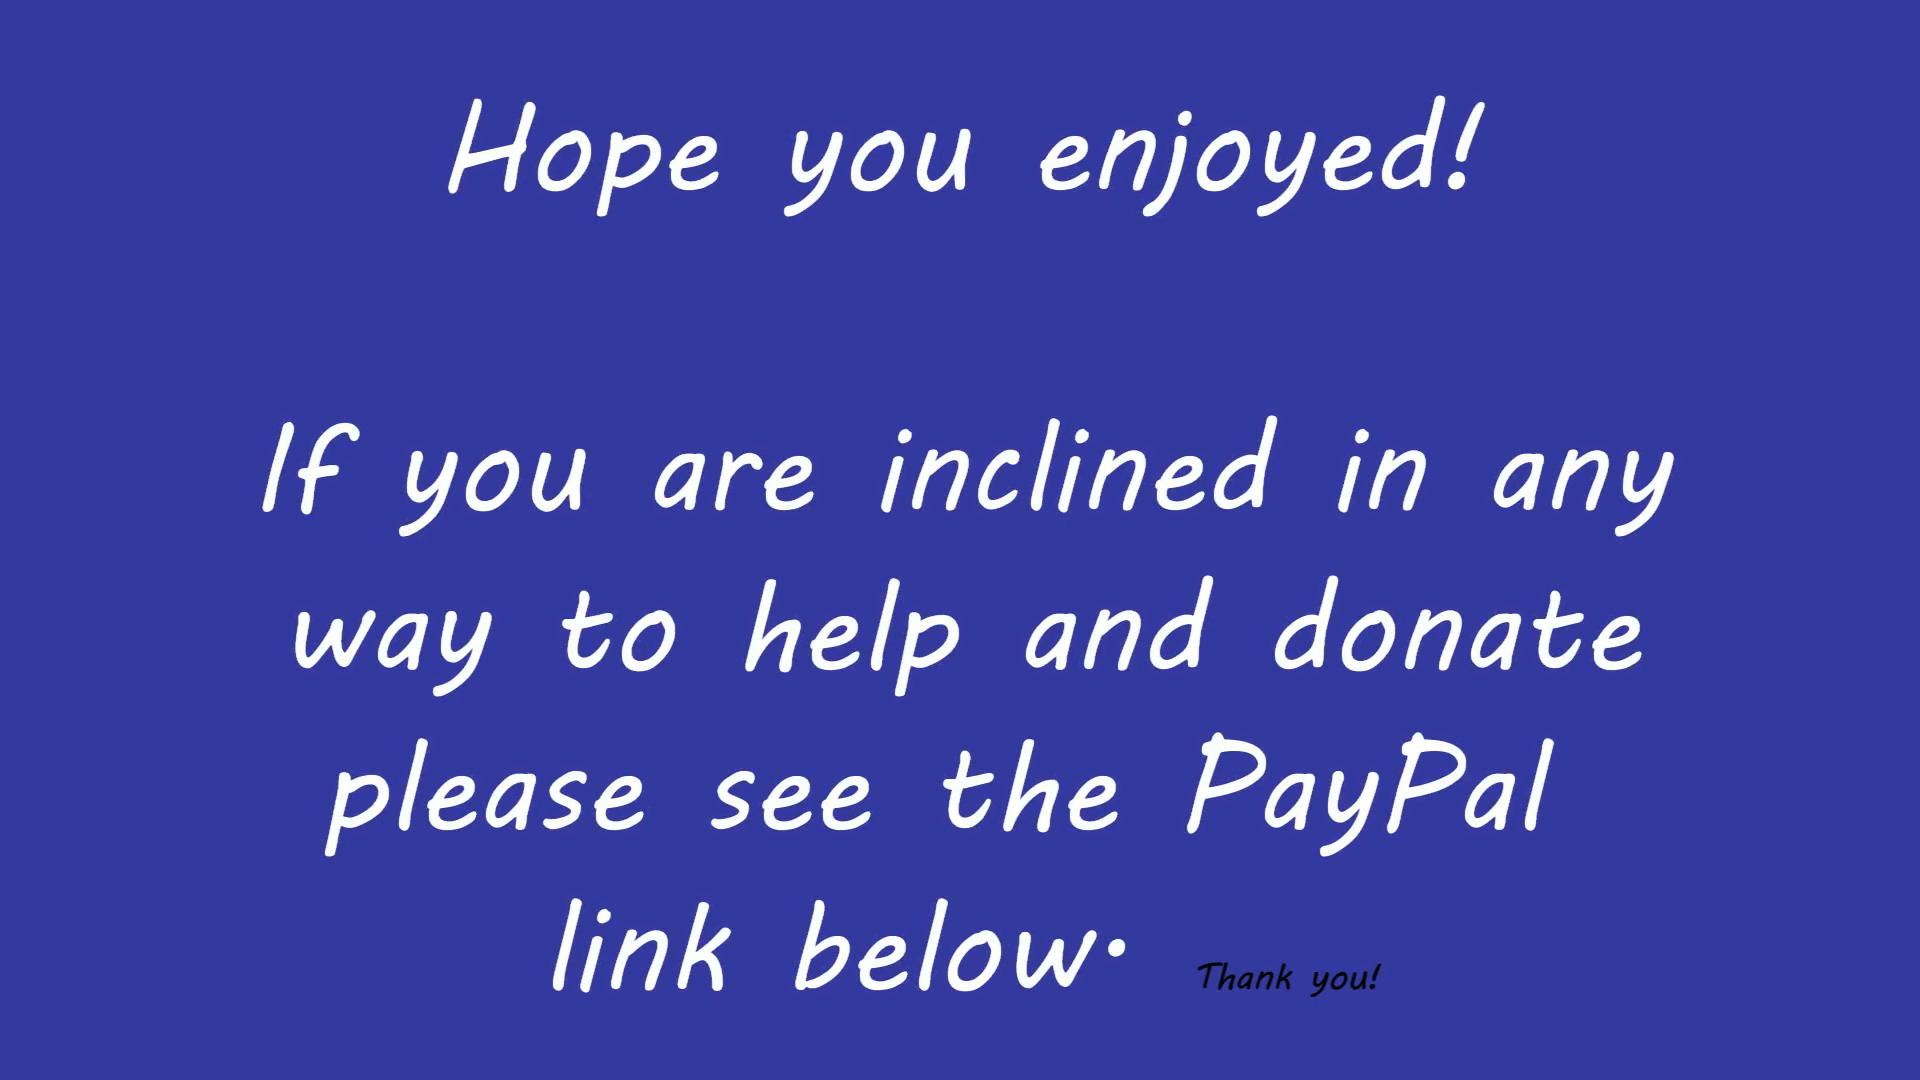 Hope you enjoyed!
If you are inclined in any
way to help and donate
please see the PayPal
link below. Thank you!